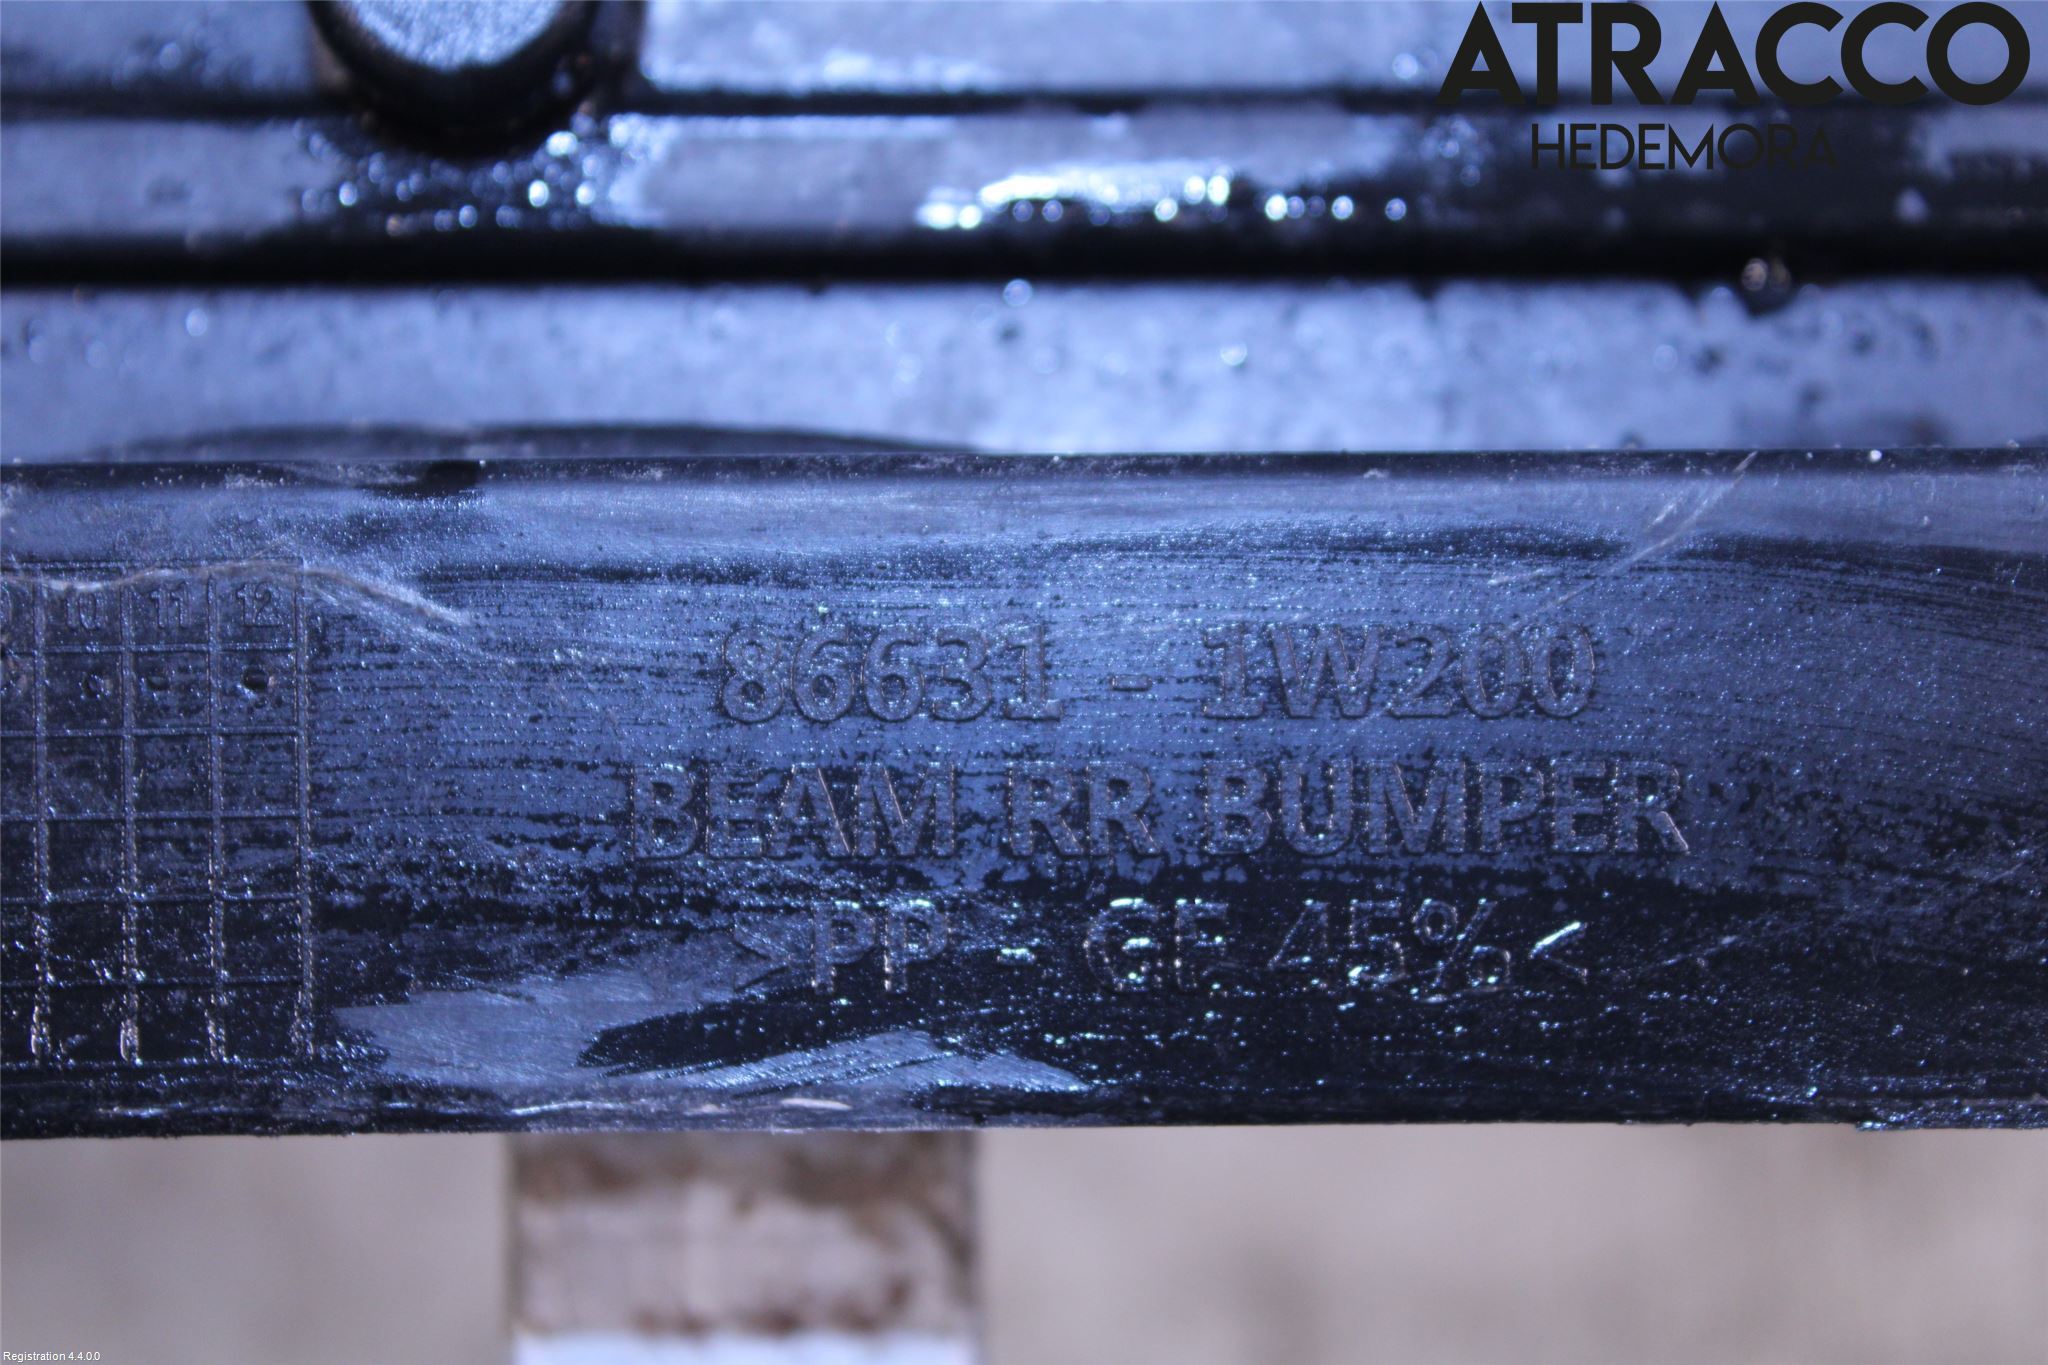 ATRACCO
HEDEMORA
10 11 12
86631 - 1W200
BEAM RR BUMPER
>PP - GF 45%<
Registration 4.4.0.0